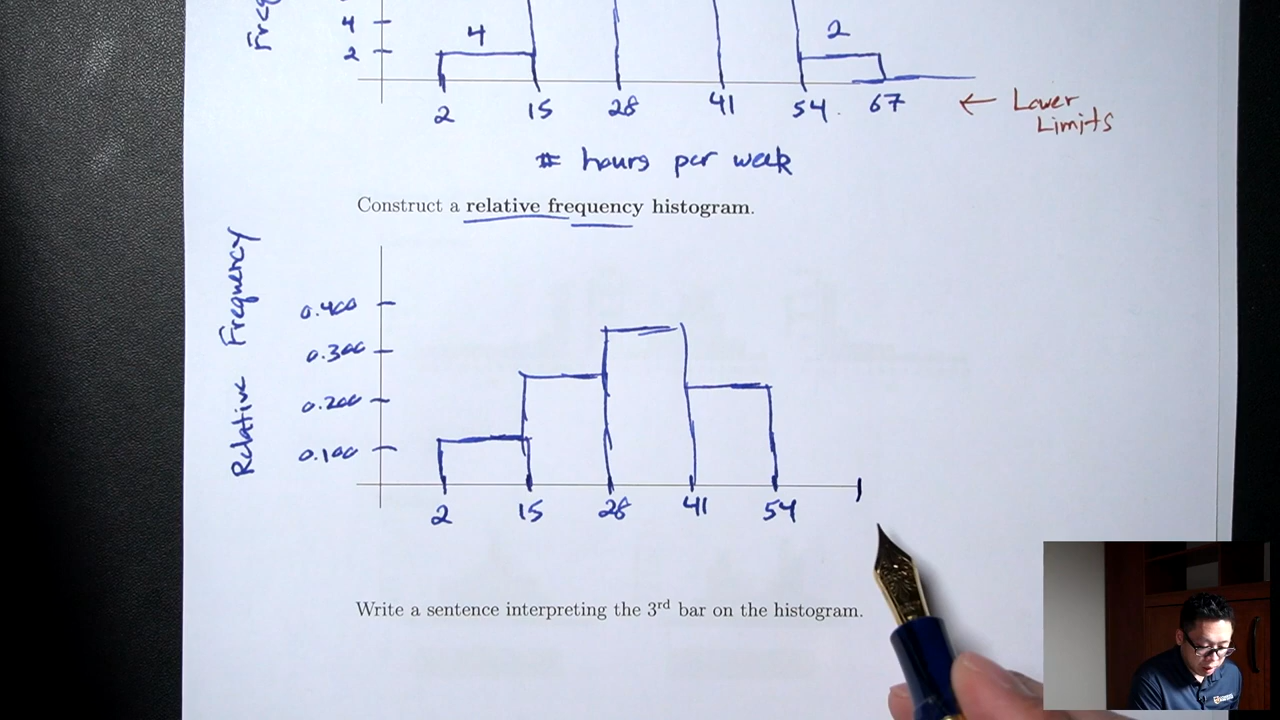 Freq
4
4
2
2
2
15
28
41
54
67
← Lower
Limits
# hours per week
Construct a relative frequency histogram.
Relative Frequency
0.400
0.300
0.200
0.100
2
15
28
41
54
Write a sentence interpreting the 3rd bar on the histogram.